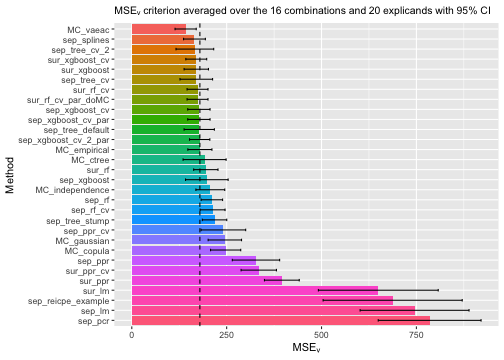 MSEᵥ criterion averaged over the 16 combinations and 20 explicands with 95% CI
MC_vaeac
sep_splines
sep_tree_cv_2
sur_xgboost_cv
sur_xgboost
sep_tree_cv
sur_rf_cv
sur_rf_cv_par_doMC
sep_xgboost_cv
sep_xgboost_cv_par
sep_tree_default
sep_xgboost_cv_2_par
MC_empirical
MC_ctree
sur_rf
sep_xgboost
MC_independence
sep_rf
sep_rf_cv
sep_tree_stump
sep_ppr_cv
MC_gaussian
MC_copula
sep_ppr
sur_ppr_cv
sur_ppr
sur_lm
sep_reicpe_example
sep_lm
sep_pcr
Method
0 250 500 750
MSEᵥ